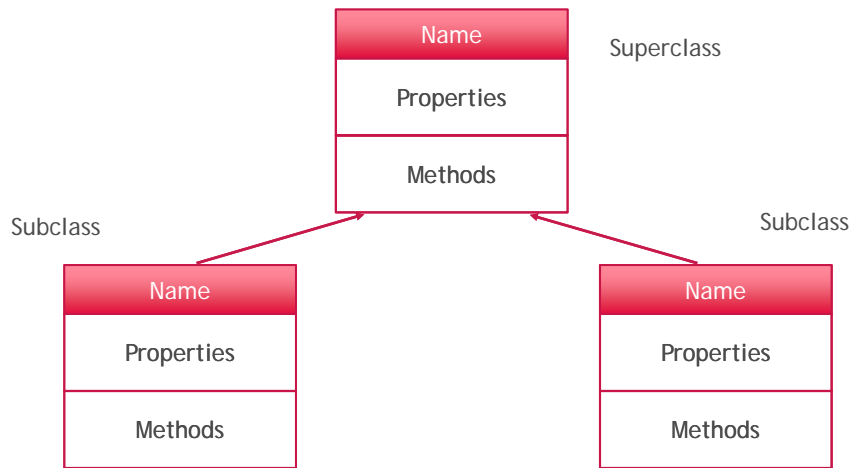 Name
Superclass
Properties
Methods
Subclass
Subclass
Name
Properties
Methods
Name
Properties
Methods